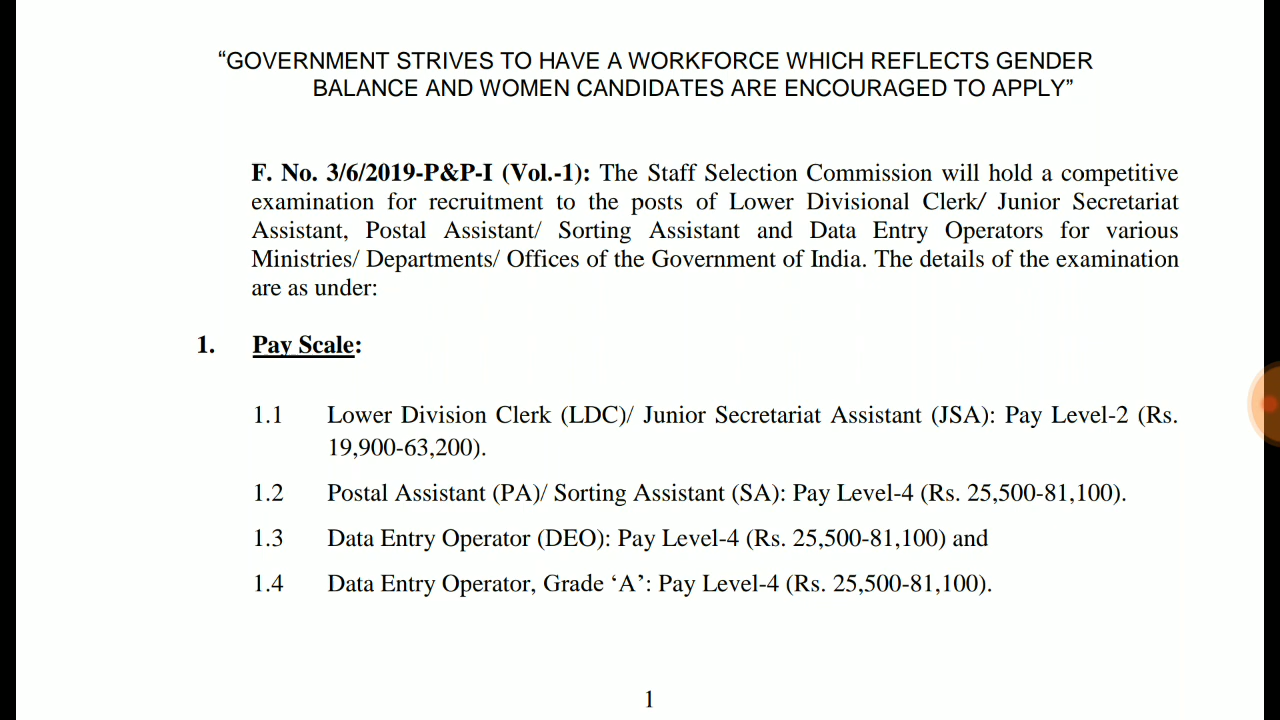 “GOVERNMENT STRIVES TO HAVE A WORKFORCE WHICH REFLECTS GENDER
BALANCE AND WOMEN CANDIDATES ARE ENCOURAGED TO APPLY”
F. No. 3/6/2019-P&P-I (Vol.-1): The Staff Selection Commission will hold a competitive
examination for recruitment to the posts of Lower Divisional Clerk/ Junior Secretariat
Assistant, Postal Assistant/ Sorting Assistant and Data Entry Operators for various
Ministries/ Departments/ Offices of the Government of India. The details of the examination
are as under:
1. Pay Scale:
1.1 Lower Division Clerk (LDC)/ Junior Secretariat Assistant (JSA): Pay Level-2 (Rs.
19,900-63,200).
1.2 Postal Assistant (PA)/ Sorting Assistant (SA): Pay Level-4 (Rs. 25,500-81,100).
1.3 Data Entry Operator (DEO): Pay Level-4 (Rs. 25,500-81,100) and
1.4 Data Entry Operator, Grade ‘A’: Pay Level-4 (Rs. 25,500-81,100).
1